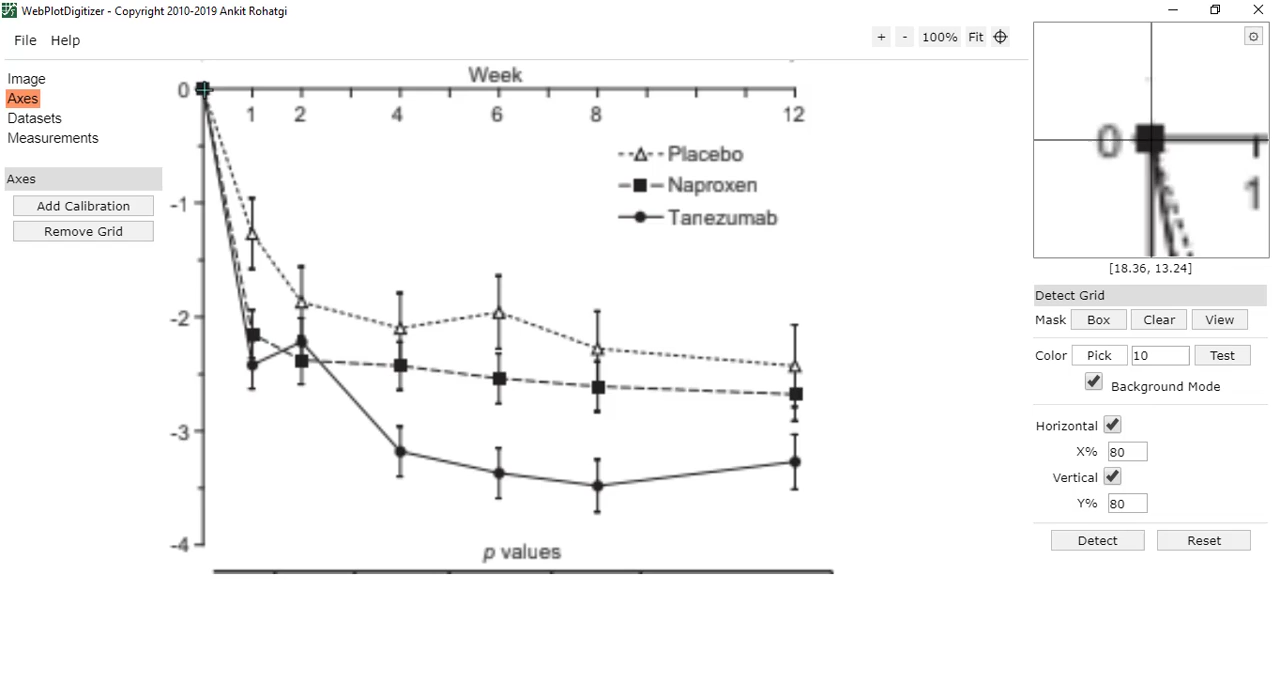 WebPlotDigitizer - Copyright 2010-2019 Ankit Rohatgi
File Help
+ - 100% Fit
Image
Axes
Datasets
Measurements
Axes
Add Calibration
Remove Grid
Week
0
1 2 4 6 8 12
Placebo
Naproxen
Tanezumab
-1
-2
-3
-4
p values
0
1
[18.36, 13.24]
Detect Grid
Mask Box Clear View
Color Pick 10 Test
Background Mode
Horizontal
X% 80
Vertical
Y% 80
Detect Reset